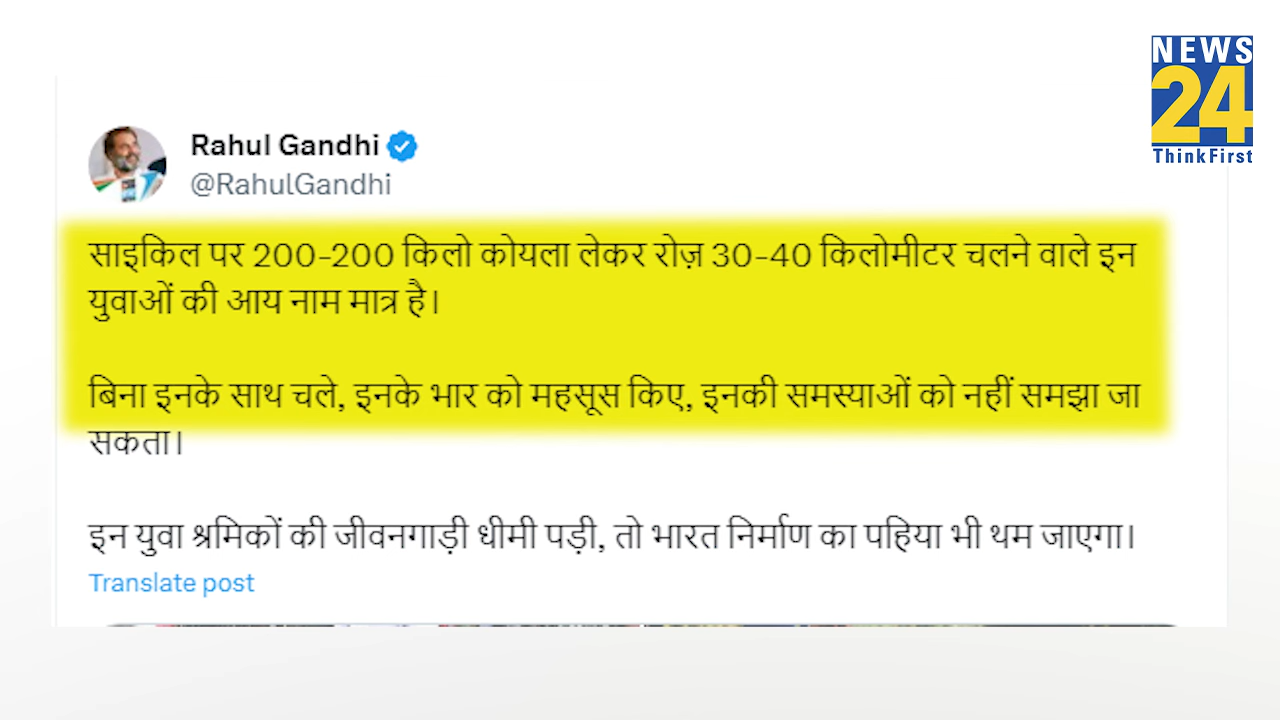 NEWS
24
ThinkFirst
Rahul Gandhi
@RahulGandhi
साइकिल पर 200-200 किलो कोयला लेकर रोज़ 30-40 किलोमीटर चलने वाले इन
युवाओं की आय नाम मात्र है।
बिना इनके साथ चले, इनके भार को महसूस किए, इनकी समस्याओं को नहीं समझा जा
सकता।
इन युवा श्रमिकों की जीवनगाड़ी धीमी पड़ी, तो भारत निर्माण का पहिया भी थम जाएगा।
Translate post